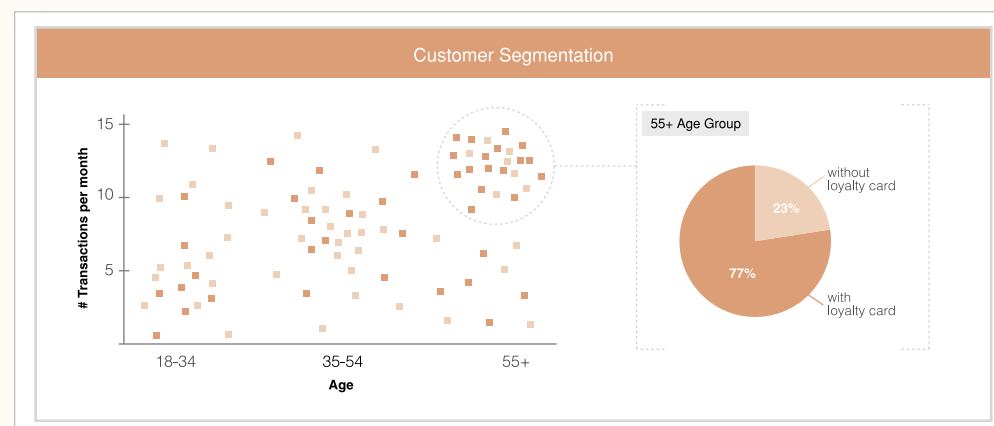 Customer Segmentation
# Transactions per month
15
10
5
18-34
35-54
55+
Age
55+ Age Group
without
loyalty card
23%
77%
with
loyalty card